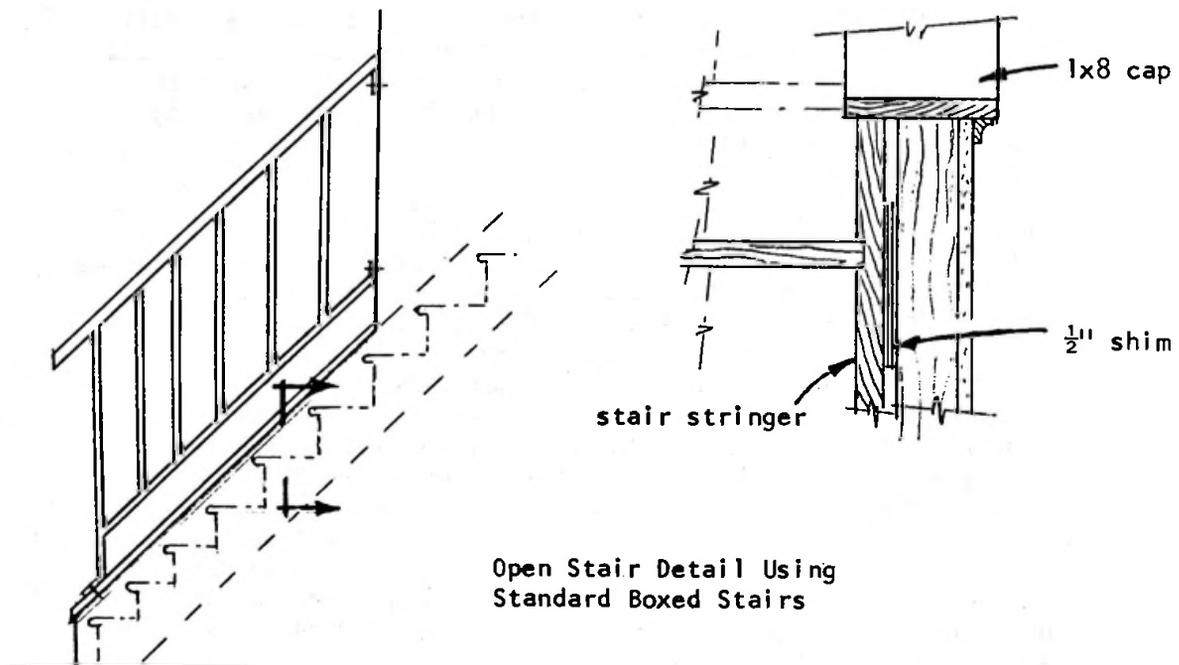 1x8 cap
½" shim
stair stringer
Open Stair Detail Using
Standard Boxed Stairs